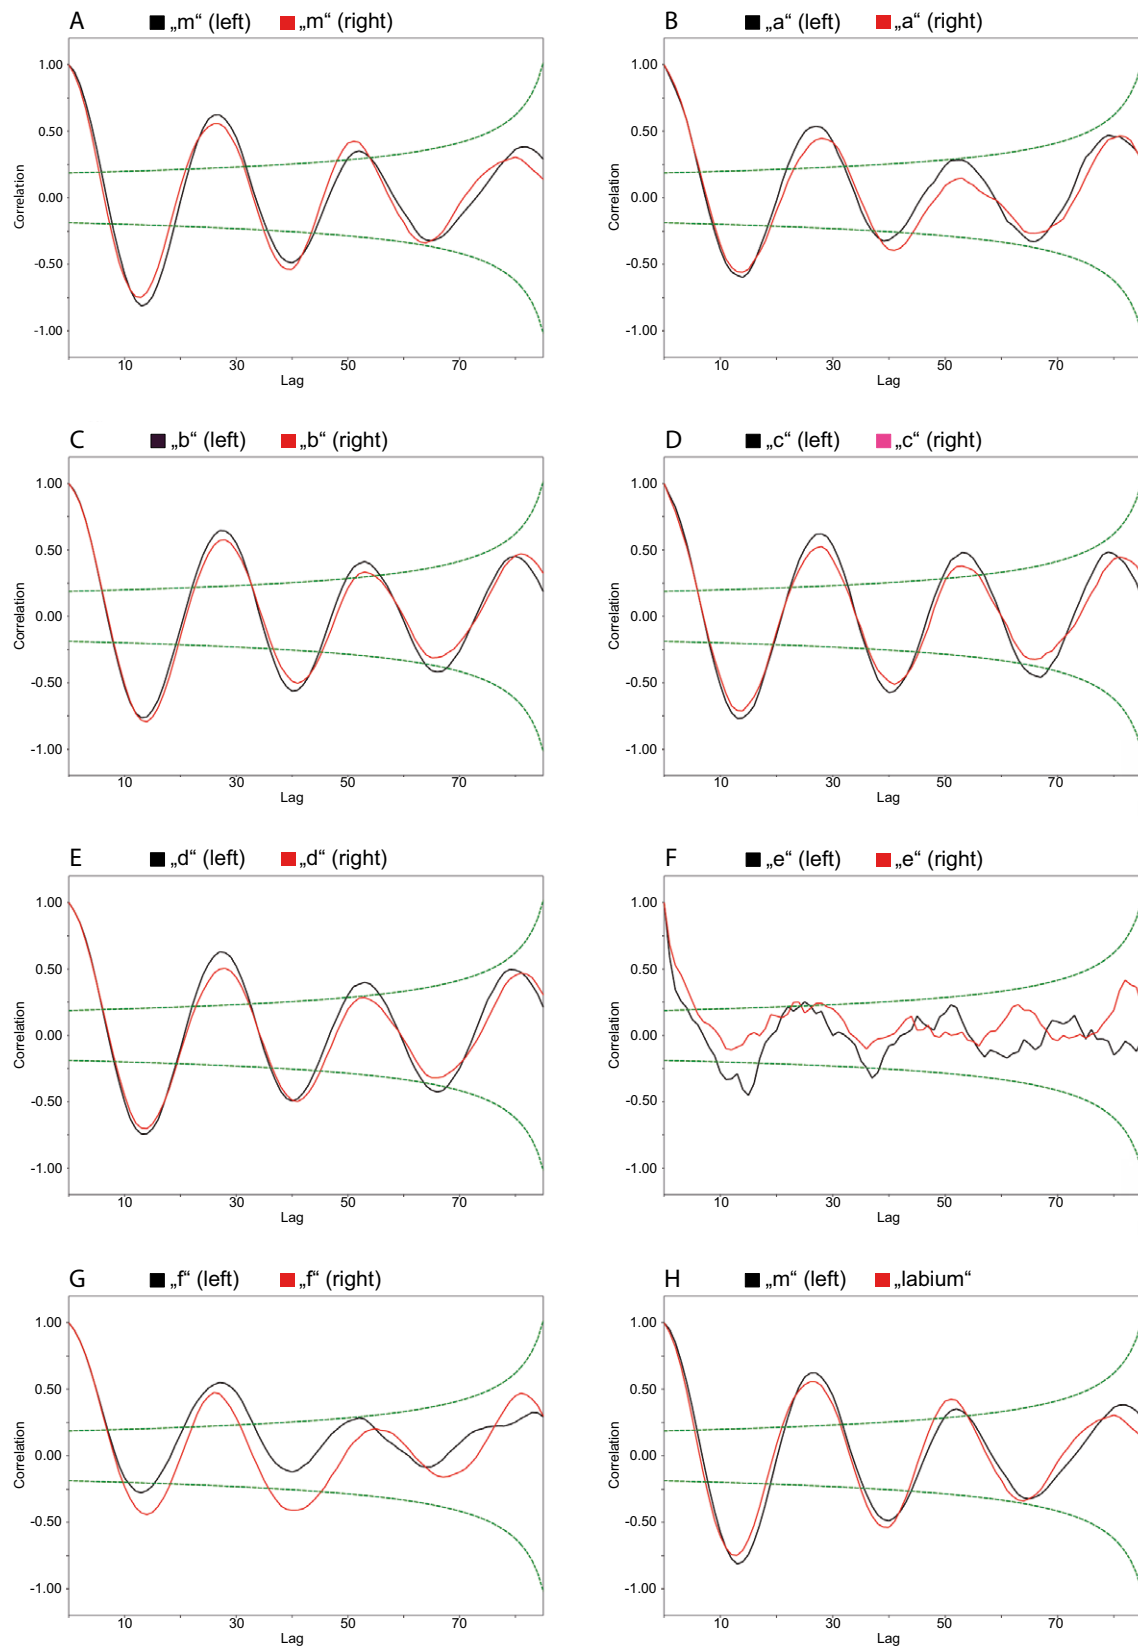 A „m“ (left) „m“ (right)
1.00
0.50
0.00
-0.50
-1.00
Correlation
10 30 50 70
Lag
B „a“ (left) „a“ (right)
1.00
0.50
0.00
-0.50
-1.00
Correlation
10 30 50 70
Lag
C „b“ (left) „b“ (right)
1.00
0.50
0.00
-0.50
-1.00
Correlation
10 30 50 70
Lag
D „c“ (left) „c“ (right)
1.00
0.50
0.00
-0.50
-1.00
Correlation
10 30 50 70
Lag
E „d“ (left) „d“ (right)
1.00
0.50
0.00
-0.50
-1.00
Correlation
10 30 50 70
Lag
F „e“ (left) „e“ (right)
1.00
0.50
0.00
-0.50
-1.00
Correlation
10 30 50 70
Lag
G „f“ (left) „f“ (right)
1.00
0.50
0.00
-0.50
-1.00
Correlation
10 30 50 70
Lag
H „m“ (left) „labium“
1.00
0.50
0.00
-0.50
-1.00
Correlation
10 30 50 70
Lag